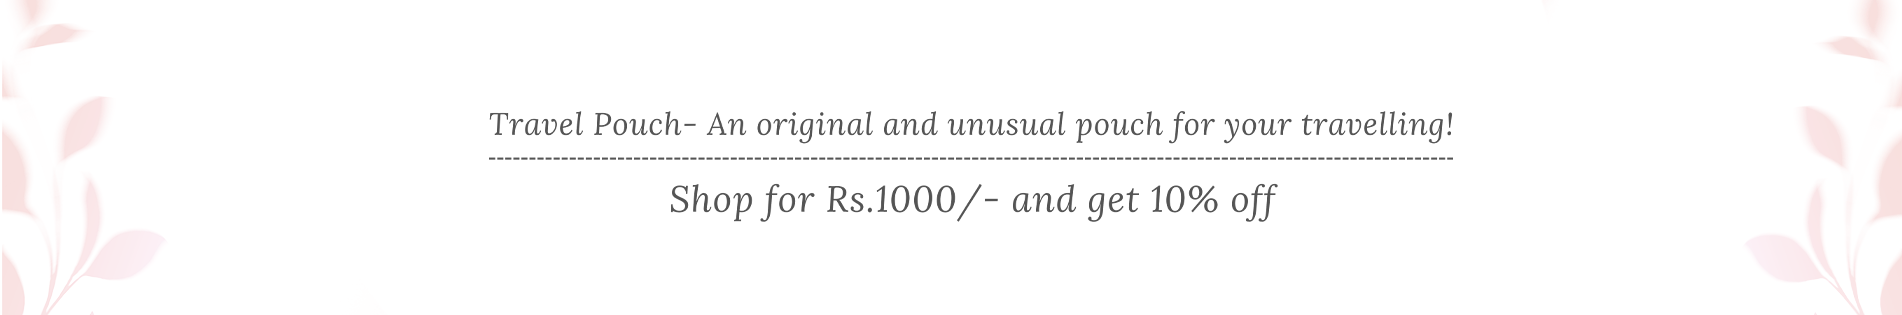 Travel Pouch- An original and unusual pouch for your travelling!
Shop for Rs.1000/- and get 10% off